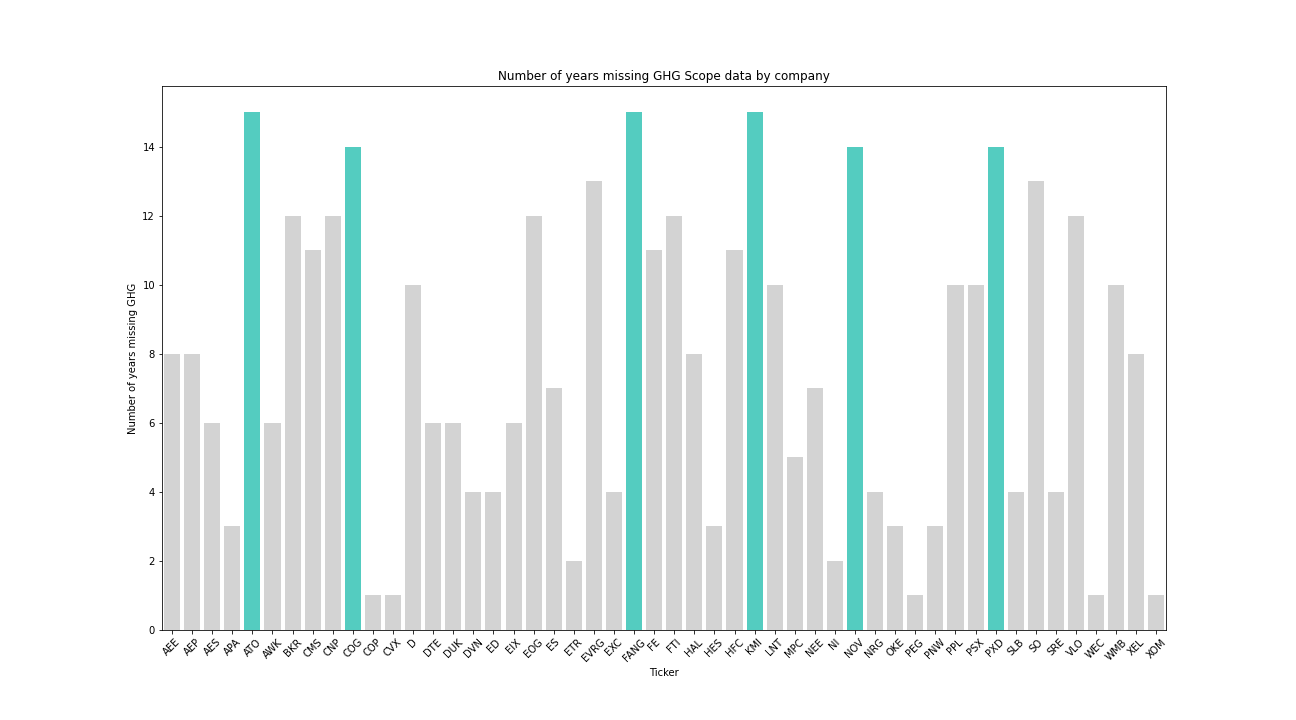 Number of years missing GHG Scope data by company
Number of years missing GHG
14
12
10
8
6
4
2
0
AEE AEP AES APA ATO AWK BKR CMS CNP COG COP CVX D DTE DUK DVN ED EIX EOG ES ETR EVRG EXC FANG FE FTI HAL HES HFC KMI LNT MPC NEE NI NOV NRG OKE PEG PNW PPL PSX PXD SLB SO SRE VLO WEC WMB XEL XOM
Ticker